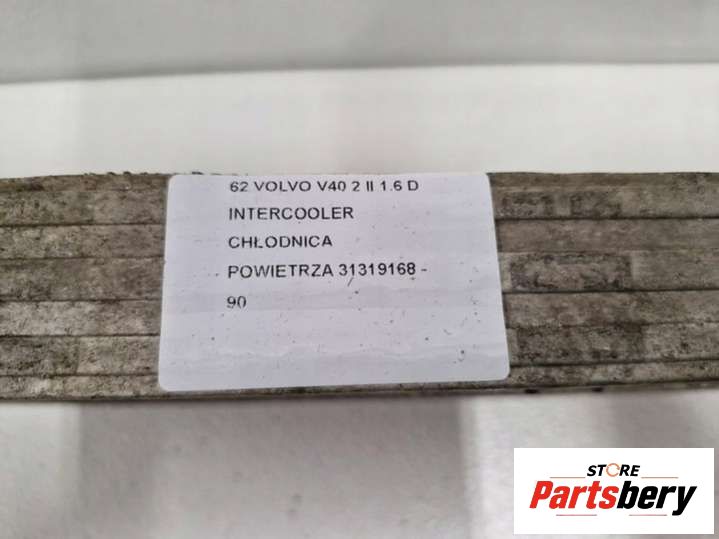 62 VOLVO V40 2 II 1.6 D
INTERCOOLER
CHŁODNICA
POWIETRZA 31319168 -
90
STORE
Partsbery